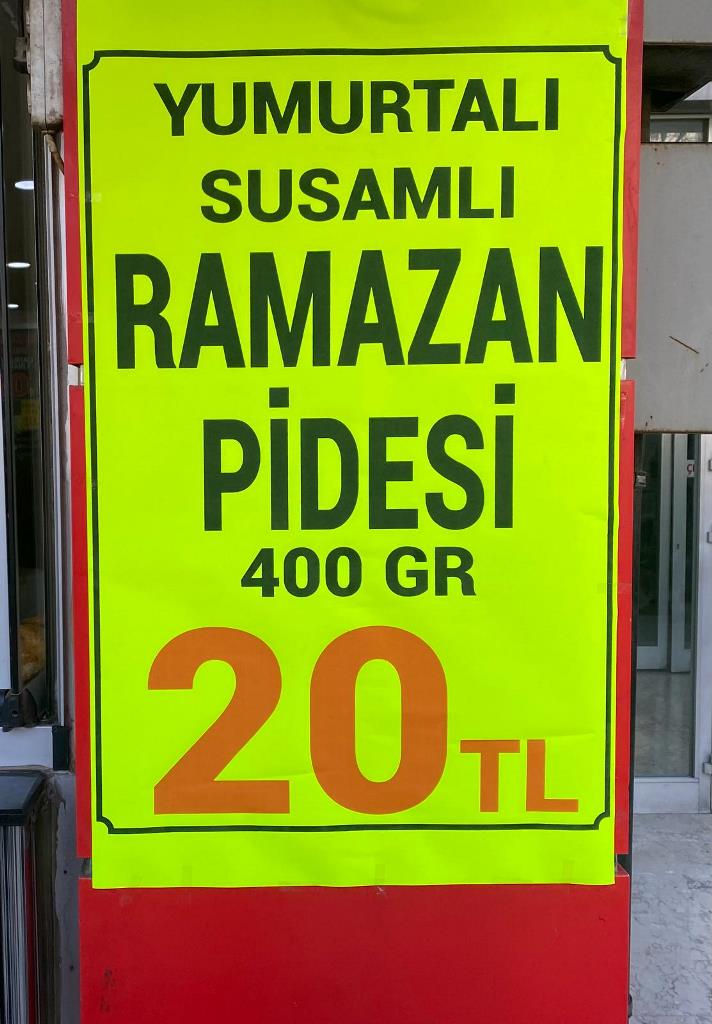 YUMURTALI
SUSAMLI
RAMAZAN
PİDESİ
400 GR
20 TL